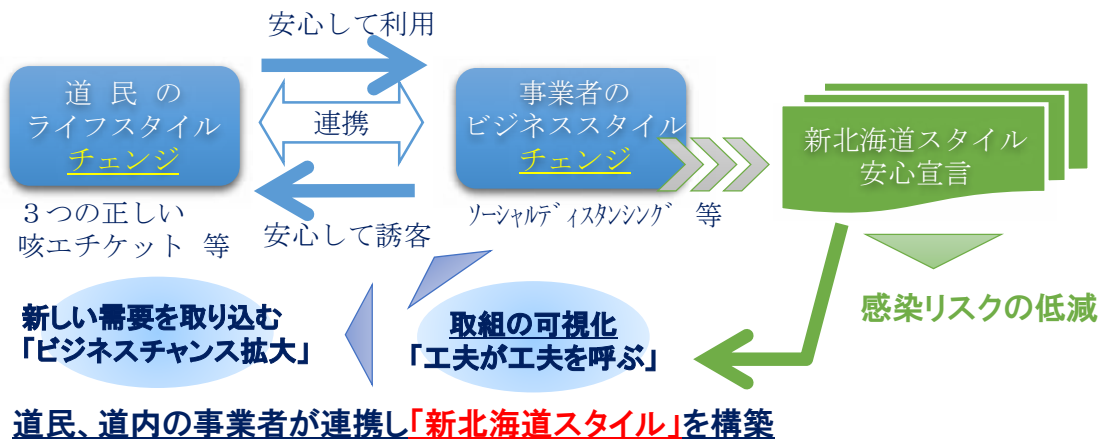 安心して利用
道 民 の
ライフスタイル
チェンジ
連携
事業者の
ビジネススタイル
チェンジ
新北海道スタイル
安心宣言
３つの正しい
咳エチケット 等
安心して誘客
ｿｰｼｬﾙﾃﾞｨｽﾀﾝｼﾝｸﾞ 等
感染リスクの低減
新しい需要を取り込む
「ビジネスチャンス拡大」
取組の可視化
「工夫が工夫を呼ぶ」
道民、道内の事業者が連携し「新北海道スタイル」を構築